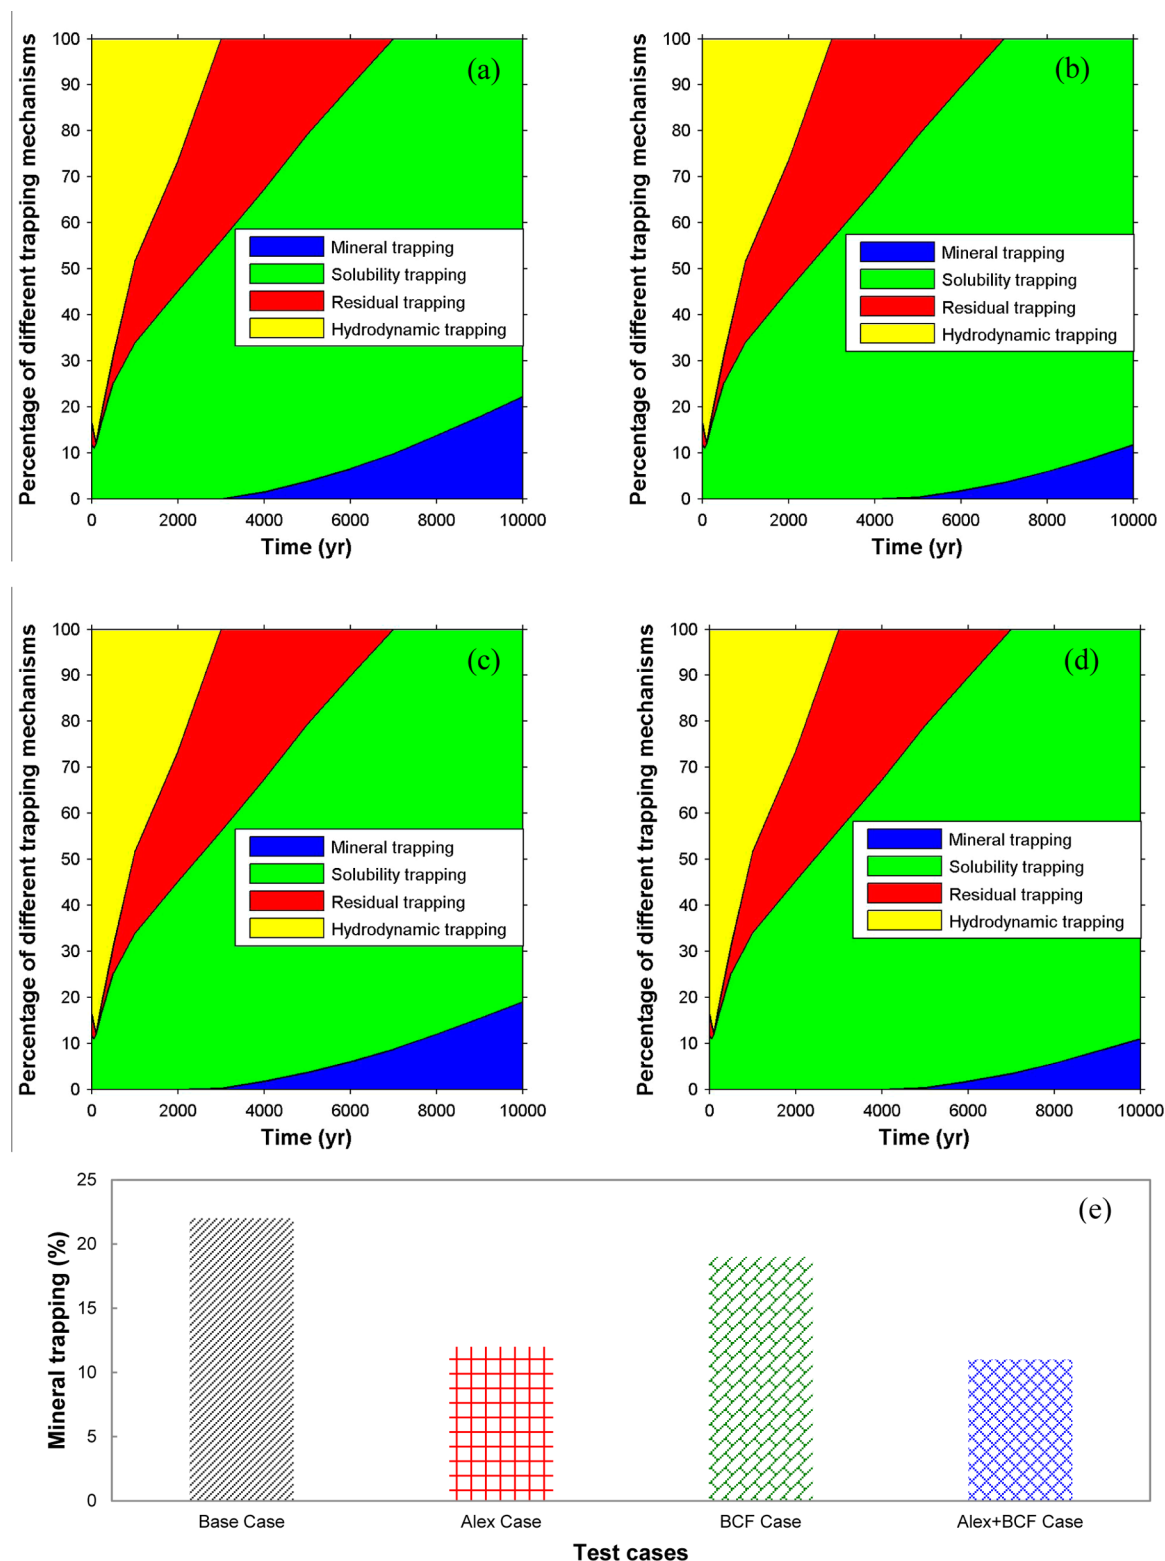 Percentage of different trapping mechanisms
100
90
80
70
60
50
40
30
20
10
0
(a)
Mineral trapping
Solubility trapping
Residual trapping
Hydrodynamic trapping
0 2000 4000 6000 8000 10000
Time (yr)
Percentage of different trapping mechanisms
100
90
80
70
60
50
40
30
20
10
0
(b)
Mineral trapping
Solubility trapping
Residual trapping
Hydrodynamic trapping
0 2000 4000 6000 8000 10000
Time (yr)
Percentage of different trapping mechanisms
100
90
80
70
60
50
40
30
20
10
0
(c)
Mineral trapping
Solubility trapping
Residual trapping
Hydrodynamic trapping
0 2000 4000 6000 8000 10000
Time (yr)
Percentage of different trapping mechanisms
100
90
80
70
60
50
40
30
20
10
0
(d)
Mineral trapping
Solubility trapping
Residual trapping
Hydrodynamic trapping
0 2000 4000 6000 8000 10000
Time (yr)
Mineral trapping (%)
25
20
15
10
5
0
(e)
Base Case Alex Case BCF Case Alex+BCF Case
Test cases